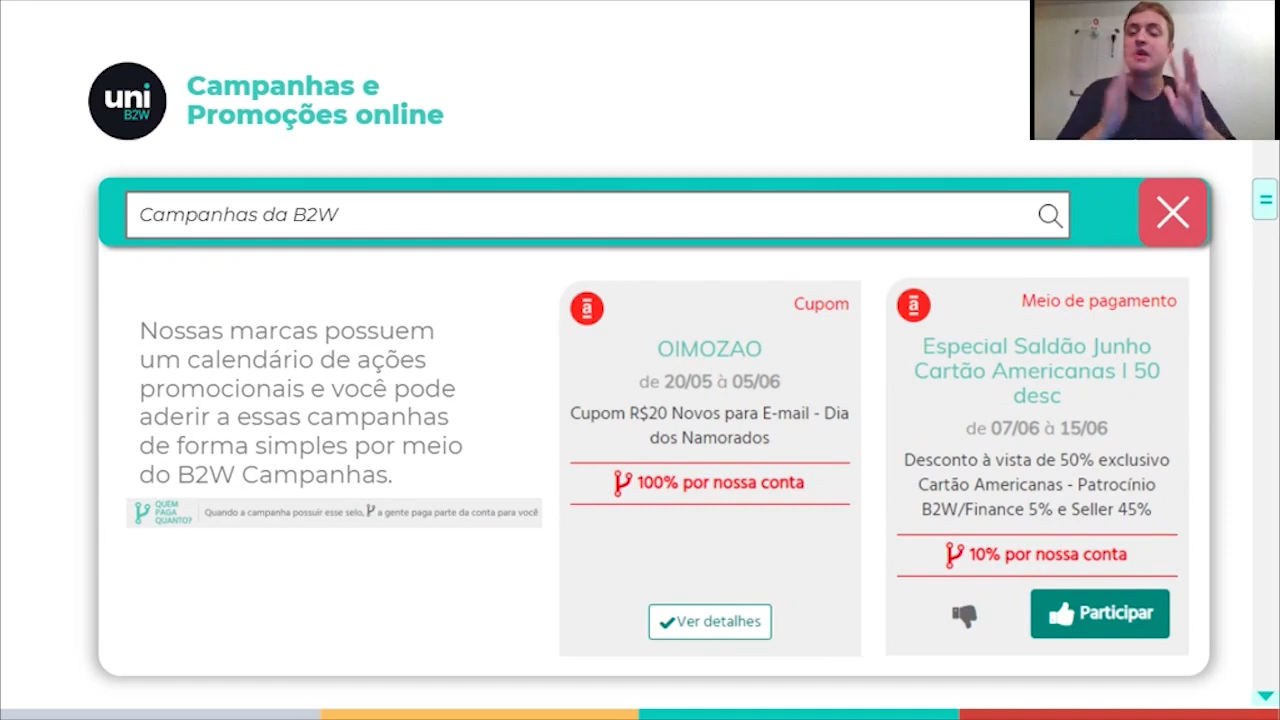 uni
B2W
Campanhas e
Promoções online
Campanhas da B2W
Nossas marcas possuem
um calendário de ações
promocionais e você pode
aderir a essas campanhas
de forma simples por meio
do B2W Campanhas.
QUEM
PAGA
QUANTO?
Quando a campanha possuir esse selo, a gente paga parte da conta para você
a
Cupom
OIMOZAO
de 20/05 à 05/06
Cupom R$20 Novos para E-mail - Dia
dos Namorados
100% por nossa conta
Ver detalhes
a
Meio de pagamento
Especial Saldão Junho
Cartão Americanas I 50
desc
de 07/06 à 15/06
Desconto à vista de 50% exclusivo
Cartão Americanas - Patrocínio
B2W/Finance 5% e Seller 45%
10% por nossa conta
Participar